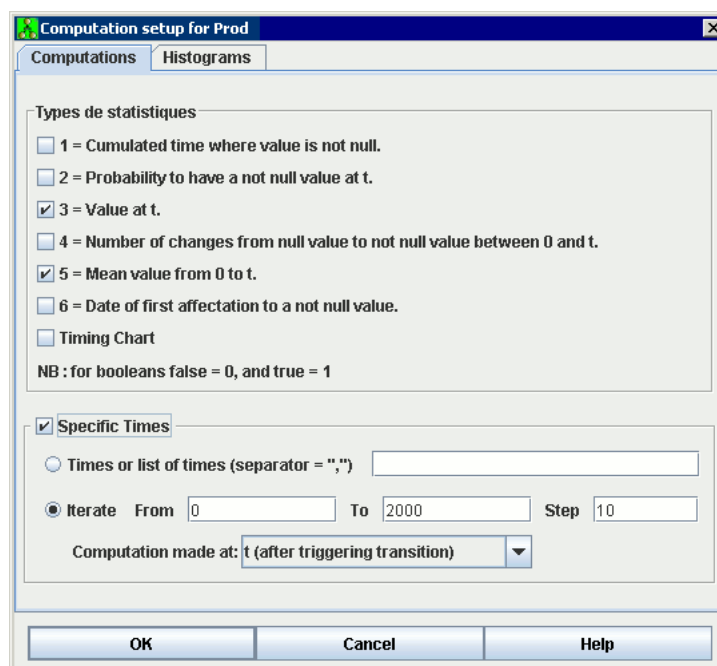 Computation setup for Prod
Computations Histograms
Types de statistiques
1 = Cumulated time where value is not null.
2 = Probability to have a not null value at t.
3 = Value at t.
4 = Number of changes from null value to not null value between 0 and t.
5 = Mean value from 0 to t.
6 = Date of first affectation to a not null value.
Timing Chart
NB : for booleans false = 0, and true = 1
Specific Times
Times or list of times (separator = ",")
Iterate From 0 To 2000 Step 10
Computation made at: t (after triggering transition)
OK Cancel Help